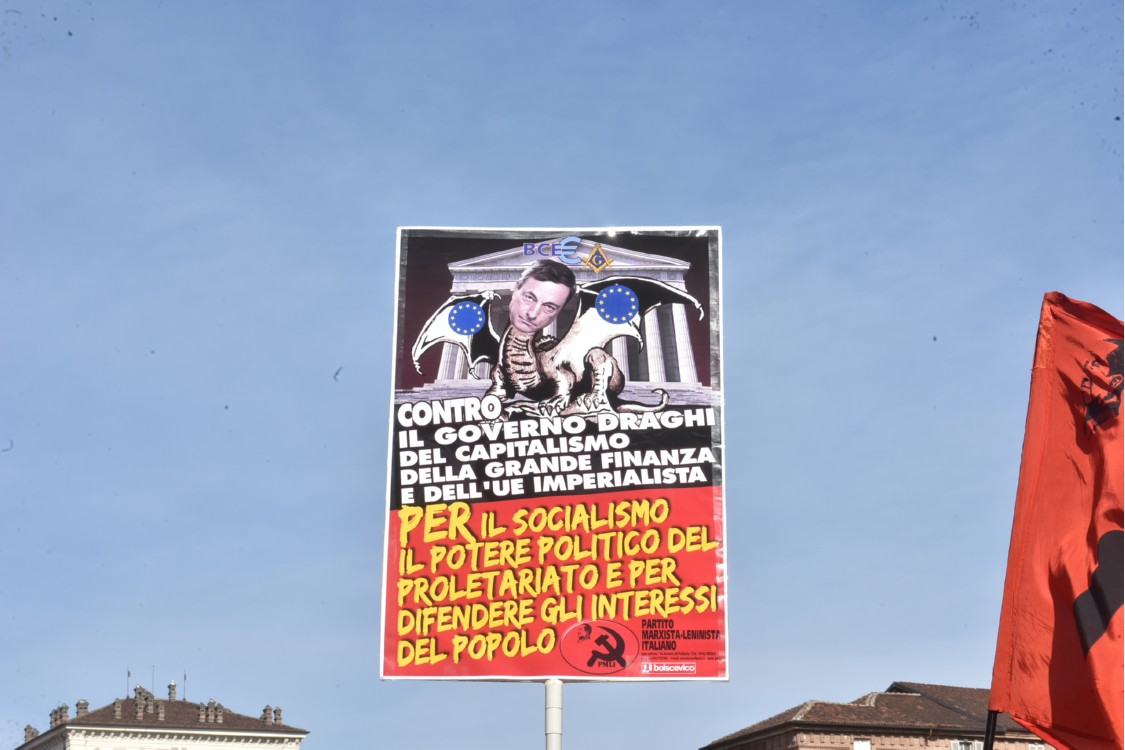 BCE€
G
CONTRO
IL GOVERNO DRAGHI
DEL CAPITALISMO
DELLA GRANDE FINANZA
E DELL'UE IMPERIALISTA
PER IL SOCIALISMO
IL POTERE POLITICO DEL
PROLETARIATO E PER
DIFENDERE GLI INTERESSI
DEL POPOLO
PMLI
PARTITO
MARXISTA-LENINISTA
ITALIANO
il bolscevico